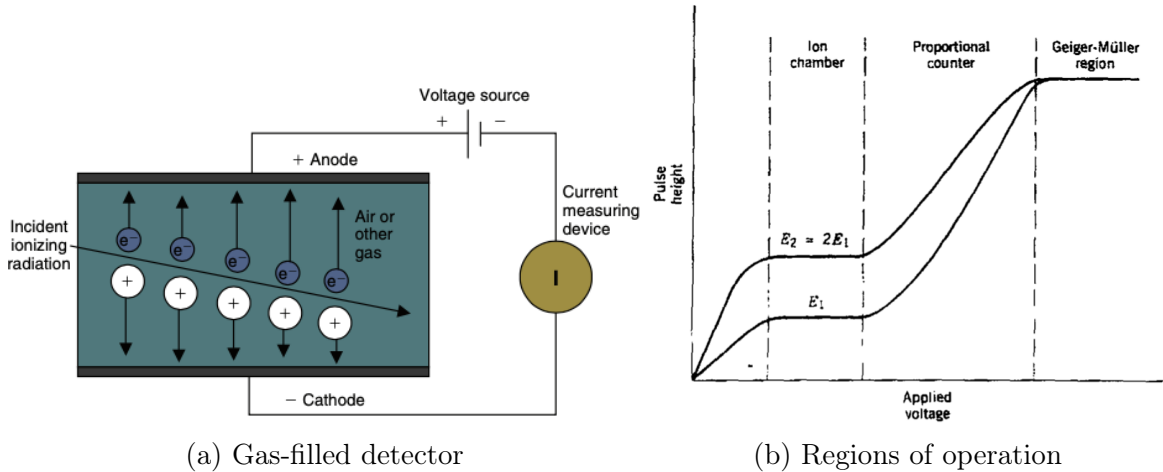 Voltage source
+
−
+ Anode
Incident
ionizing
radiation
Air or
other
gas
e−
e−
e−
e−
e−
+
+
+
+
+
Current
measuring
device
I
− Cathode
(a) Gas-filled detector
Ion
chamber
Proportional
counter
Geiger-Müller
region
Pulse
height
E₂ = 2E₁
E₁
Applied
voltage
(b) Regions of operation